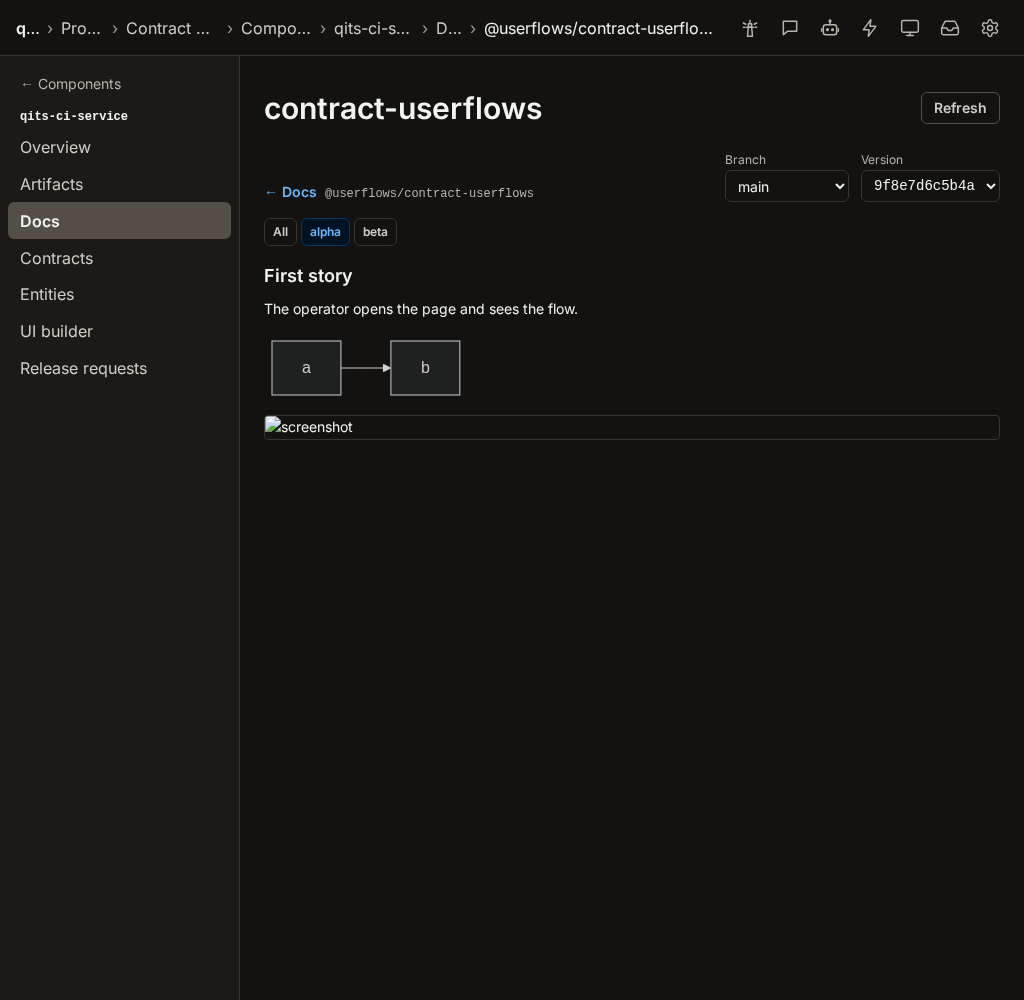 q... › Pro... › Contract ... › Compo... › qits-ci-s... › D... › @userflows/contract-userflo...
← Components
qits-ci-service
Overview
Artifacts
Docs
Contracts
Entities
UI builder
Release requests
contract-userflows
Refresh
Branch
Version
← Docs @userflows/contract-userflows
main
9f8e7d6c5b4a
All
alpha
beta
First story
The operator opens the page and sees the flow.
a
b
screenshot